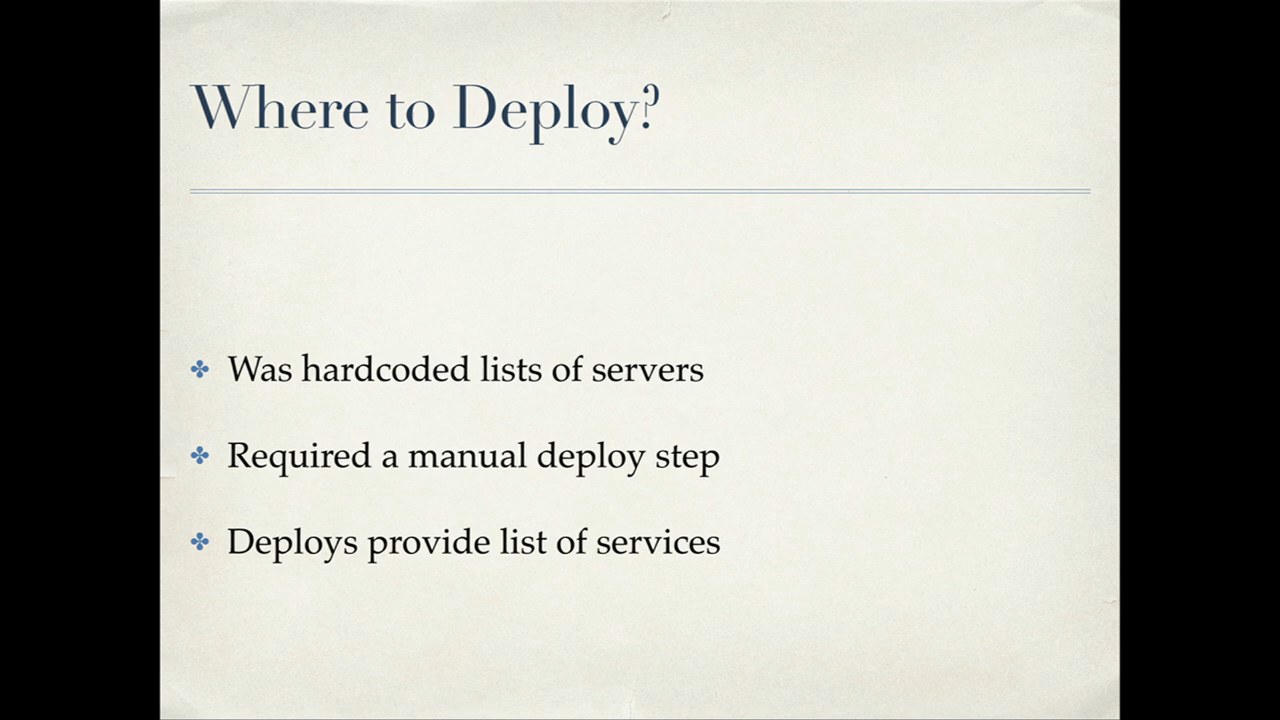 Where to Deploy?
Was hardcoded lists of servers
Required a manual deploy step
Deploys provide list of services